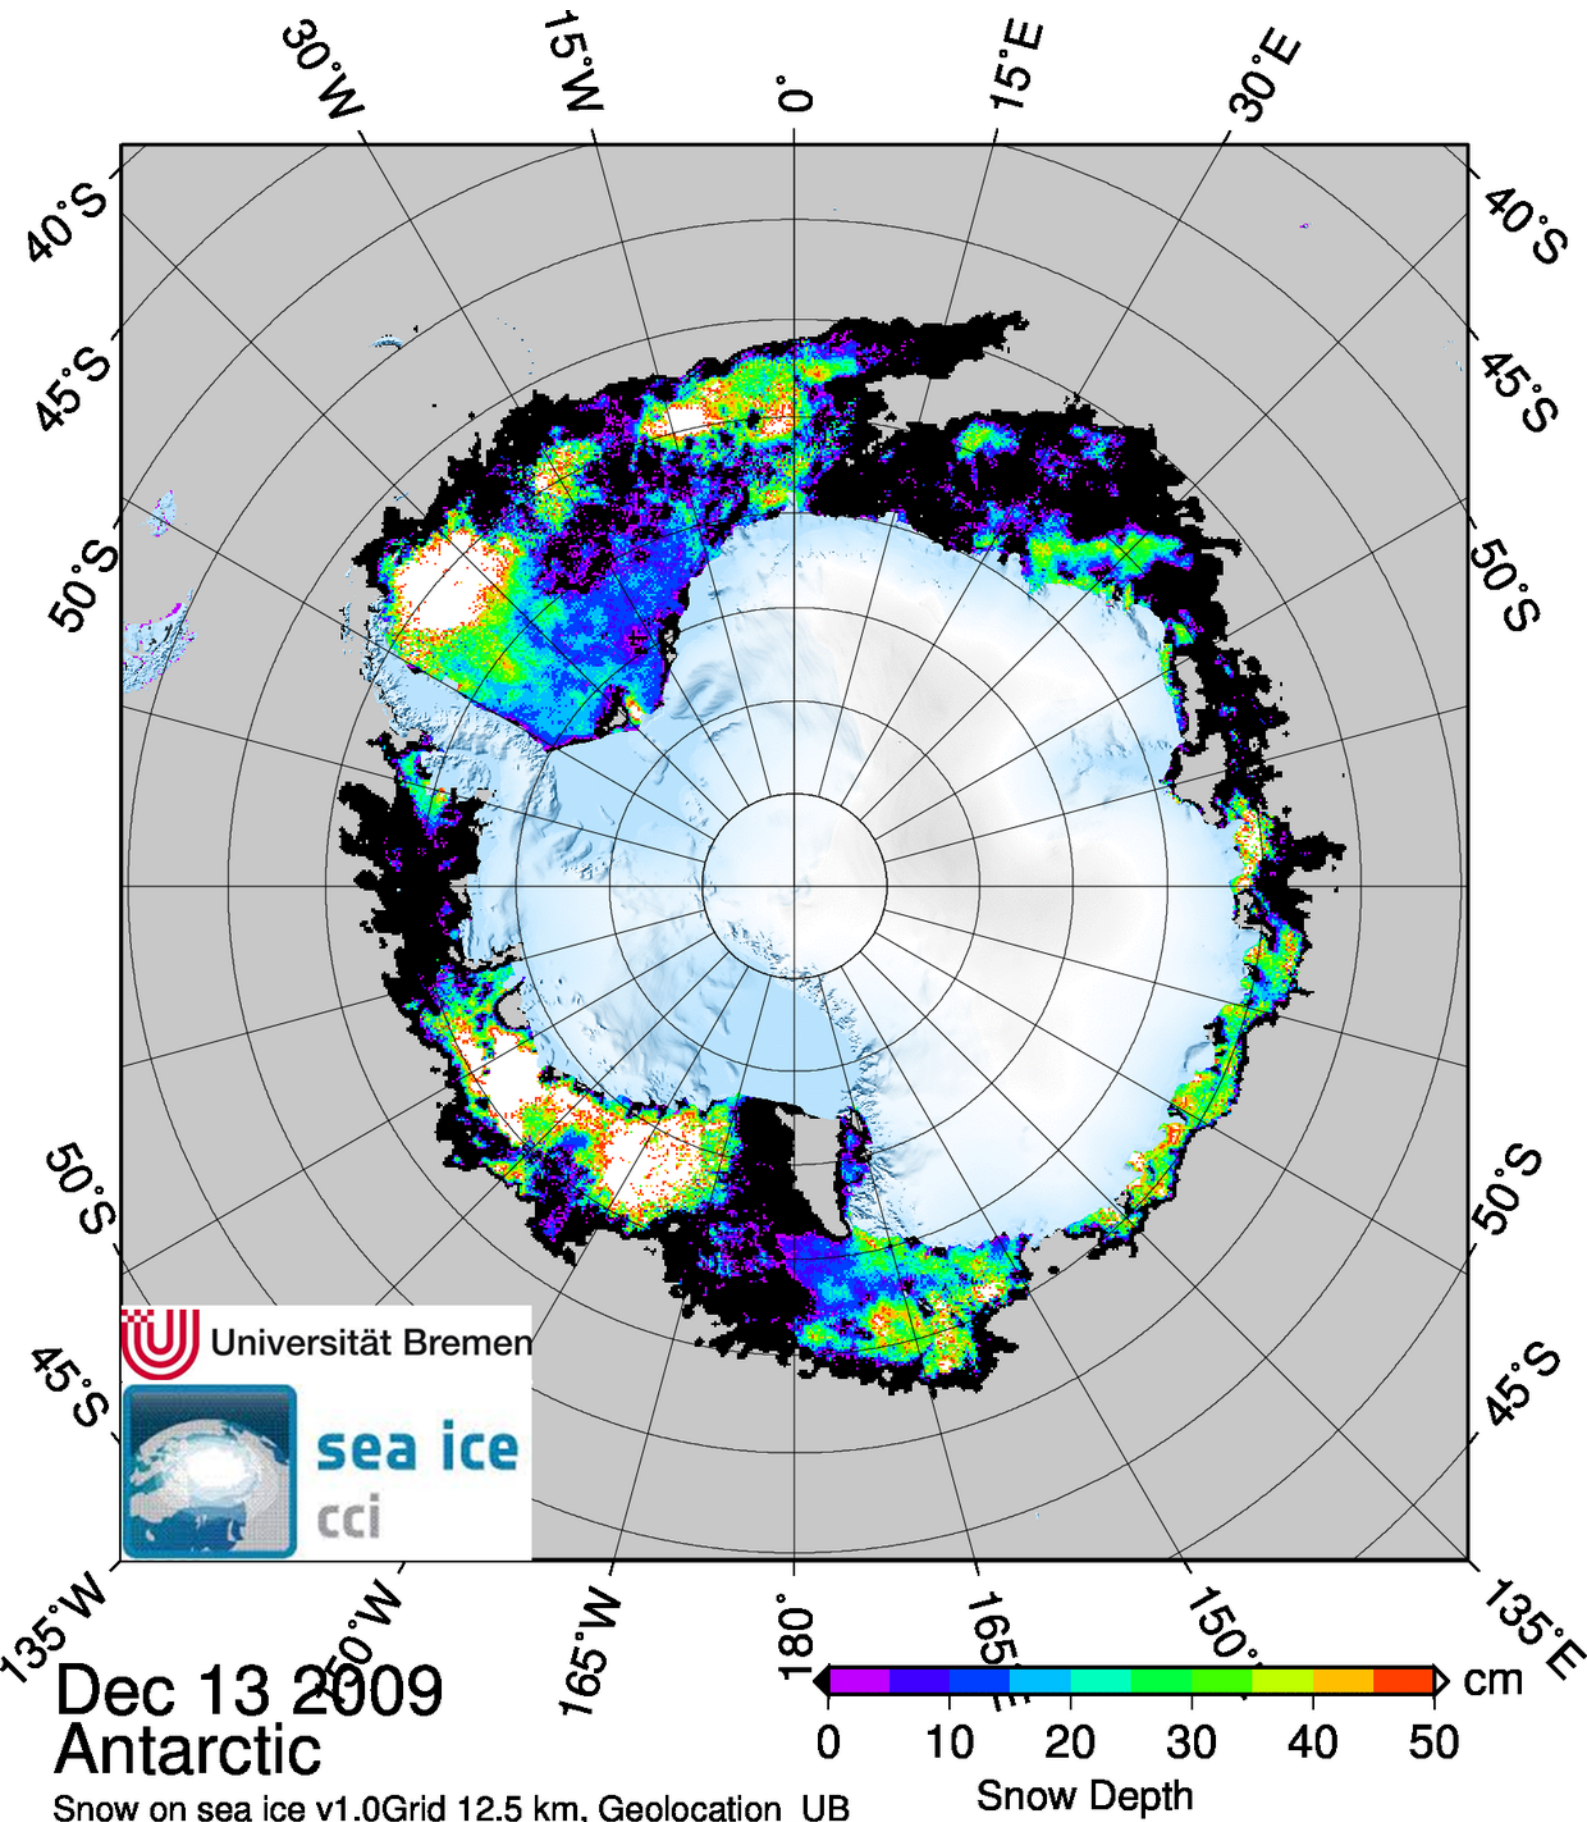 30°W
15°W
0°
15°E
30°E
40°S
40°S
45°S
45°S
50°S
50°S
50°S
50°S
45°S
45°S
Universität Bremen
sea ice
cci
135°W
165°W
180°
150°
135°E
Dec 13 2009
Antarctic
cm
0 10 20 30 40 50
Snow Depth
Snow on sea ice v1.0Grid 12.5 km, Geolocation UB